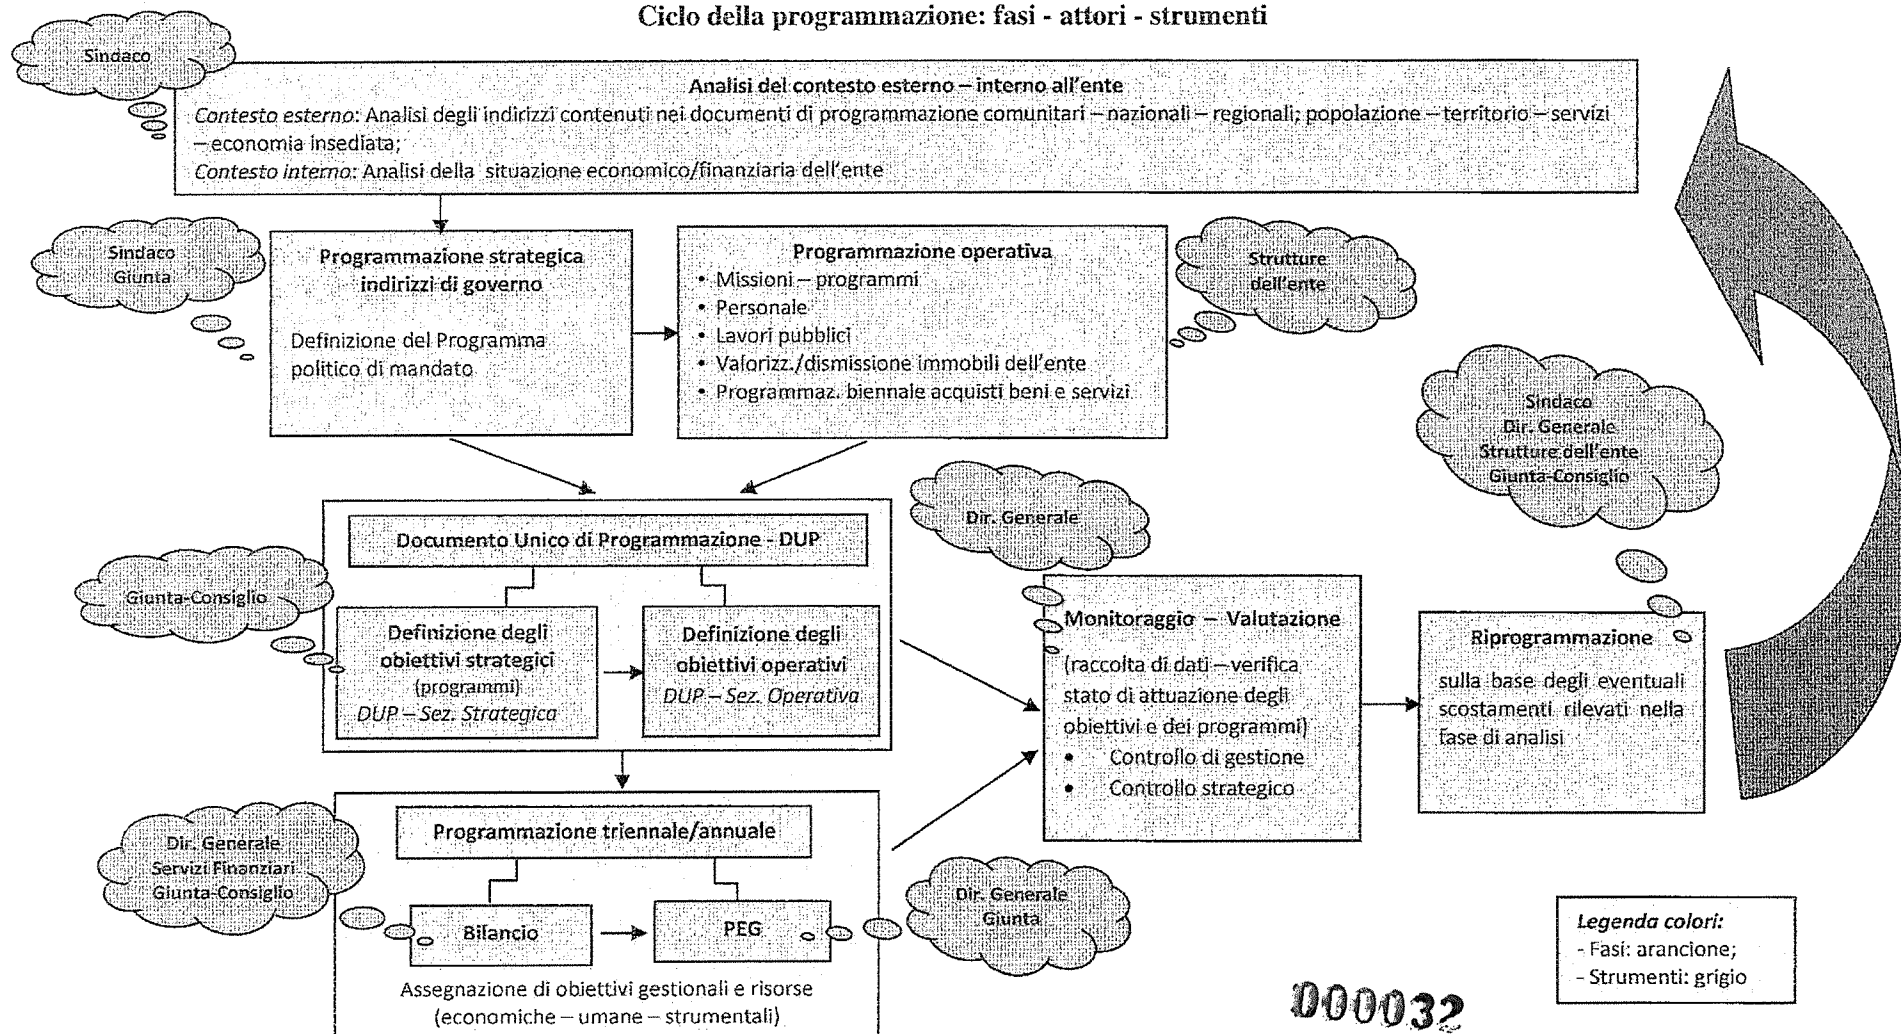 Ciclo della programmazione: fasi - attori - strumenti
Sindaco
Analisi del contesto esterno – interno all'ente
Contesto esterno: Analisi degli indirizzi contenuti nei documenti di programmazione comunitari – nazionali – regionali; popolazione – territorio – servizi
– economia insediata;
Contesto interno: Analisi della situazione economico/finanziaria dell'ente
Sindaco
Giunta
Programmazione strategica
indirizzi di governo
Definizione del Programma
politico di mandato
Programmazione operativa
• Missioni – programmi
• Personale
• Lavori pubblici
• Valorizz./dismissione immobili dell'ente
• Programmaz. biennale acquisti beni e servizi
Strutture
dell'ente
Sindaco
Dir. Generale
Strutture dell'ente
Giunta-Consiglio
Dir. Generale
Documento Unico di Programmazione - DUP
Giunta-Consiglio
Definizione degli
obiettivi strategici
(programmi)
DUP – Sez. Strategica
Definizione degli
obiettivi operativi
DUP – Sez. Operativa
Monitoraggio – Valutazione
(raccolta di dati – verifica
stato di attuazione degli
obiettivi e dei programmi)
• Controllo di gestione
• Controllo strategico
Riprogrammazione
sulla base degli eventuali
scostamenti rilevati nella
fase di analisi
Programmazione triennale/annuale
Dir. Generale
Servizi Finanziari
Giunta-Consiglio
Bilancio
PEG
Dir. Generale
Giunta
Assegnazione di obiettivi gestionali e risorse
(economiche – umane – strumentali)
Legenda colori:
- Fasi: arancione;
- Strumenti: grigio
000032